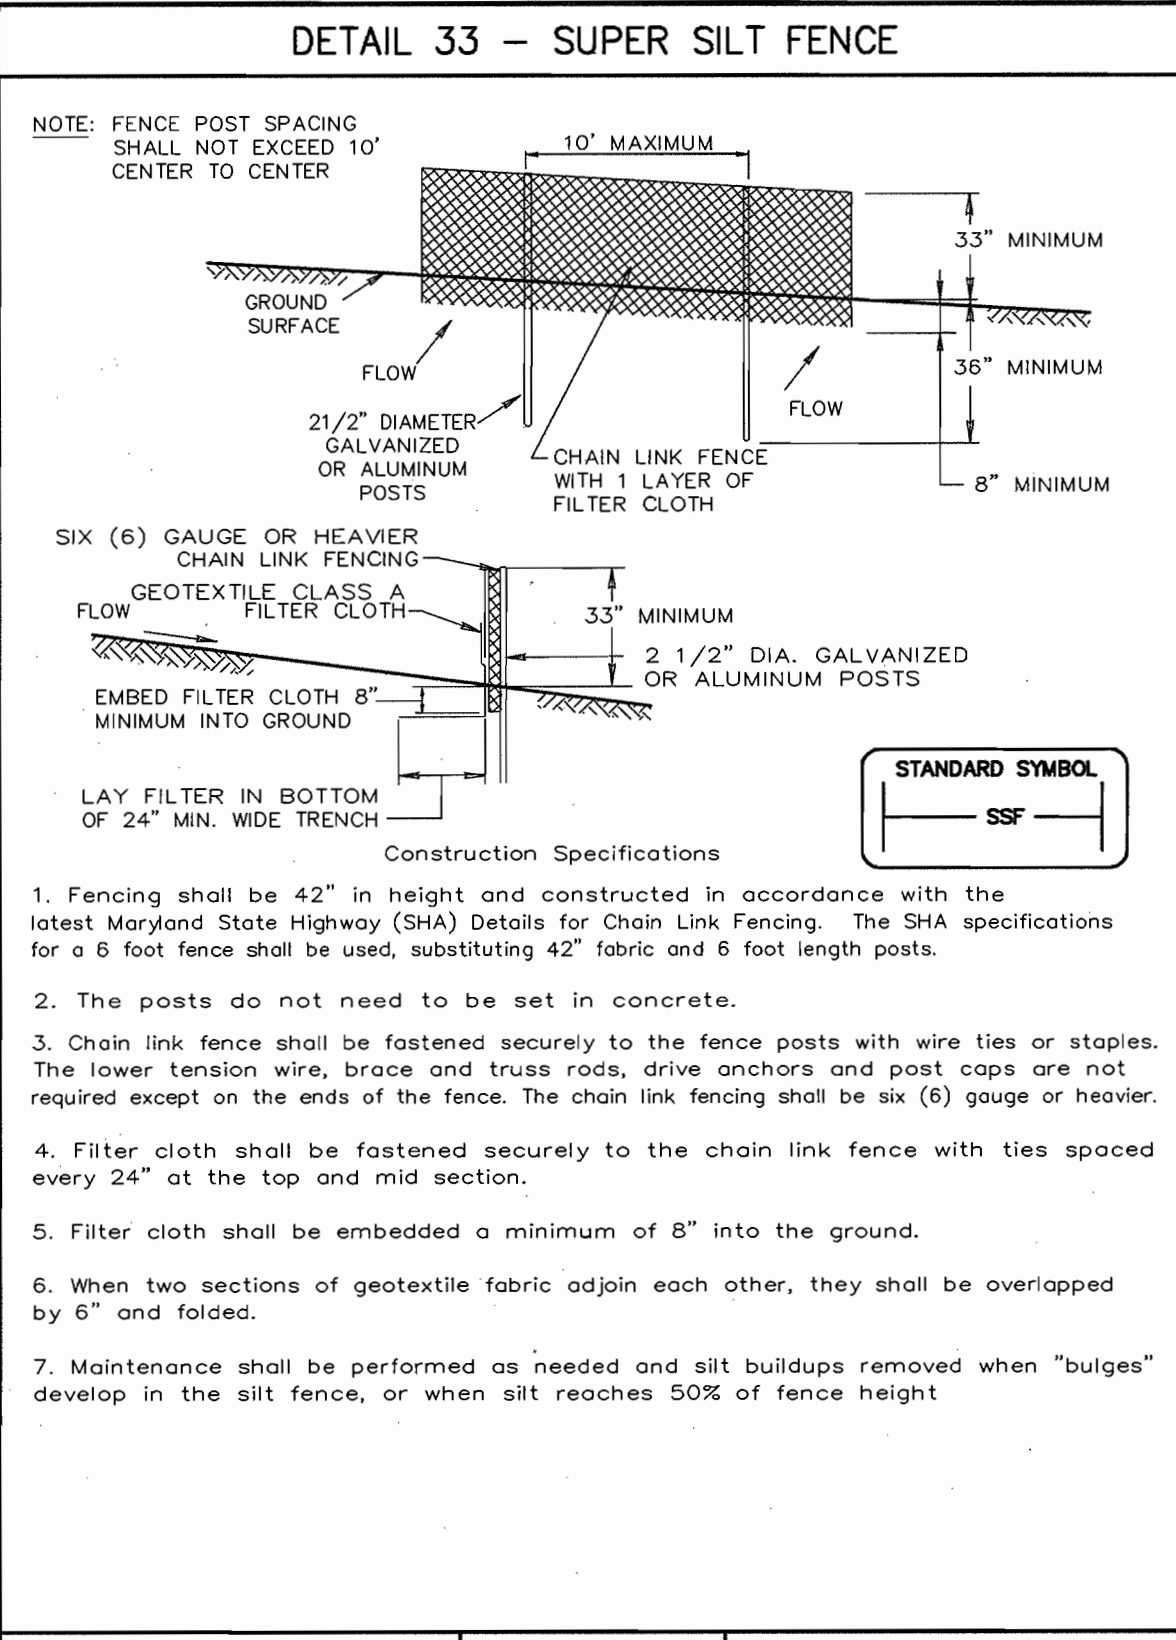 DETAIL 33 – SUPER SILT FENCE
NOTE: FENCE POST SPACING
SHALL NOT EXCEED 10'
CENTER TO CENTER
10' MAXIMUM
33" MINIMUM
GROUND
SURFACE
36" MINIMUM
FLOW
FLOW
21/2" DIAMETER
GALVANIZED
OR ALUMINUM
POSTS
CHAIN LINK FENCE
WITH 1 LAYER OF
FILTER CLOTH
8" MINIMUM
SIX (6) GAUGE OR HEAVIER
CHAIN LINK FENCING
GEOTEXTILE CLASS A
FILTER CLOTH
FLOW
33" MINIMUM
2 1/2" DIA. GALVANIZED
OR ALUMINUM POSTS
EMBED FILTER CLOTH 8"
MINIMUM INTO GROUND
LAY FILTER IN BOTTOM
OF 24" MIN. WIDE TRENCH
STANDARD SYMBOL
SSF
Construction Specifications
1. Fencing shall be 42" in height and constructed in accordance with the
latest Maryland State Highway (SHA) Details for Chain Link Fencing. The SHA specifications
for a 6 foot fence shall be used, substituting 42" fabric and 6 foot length posts.
2. The posts do not need to be set in concrete.
3. Chain link fence shall be fastened securely to the fence posts with wire ties or staples.
The lower tension wire, brace and truss rods, drive anchors and post caps are not
required except on the ends of the fence. The chain link fencing shall be six (6) gauge or heavier.
4. Filter cloth shall be fastened securely to the chain link fence with ties spaced
every 24" at the top and mid section.
5. Filter cloth shall be embedded a minimum of 8" into the ground.
6. When two sections of geotextile fabric adjoin each other, they shall be overlapped
by 6" and folded.
7. Maintenance shall be performed as needed and silt buildups removed when "bulges"
develop in the silt fence, or when silt reaches 50% of fence height